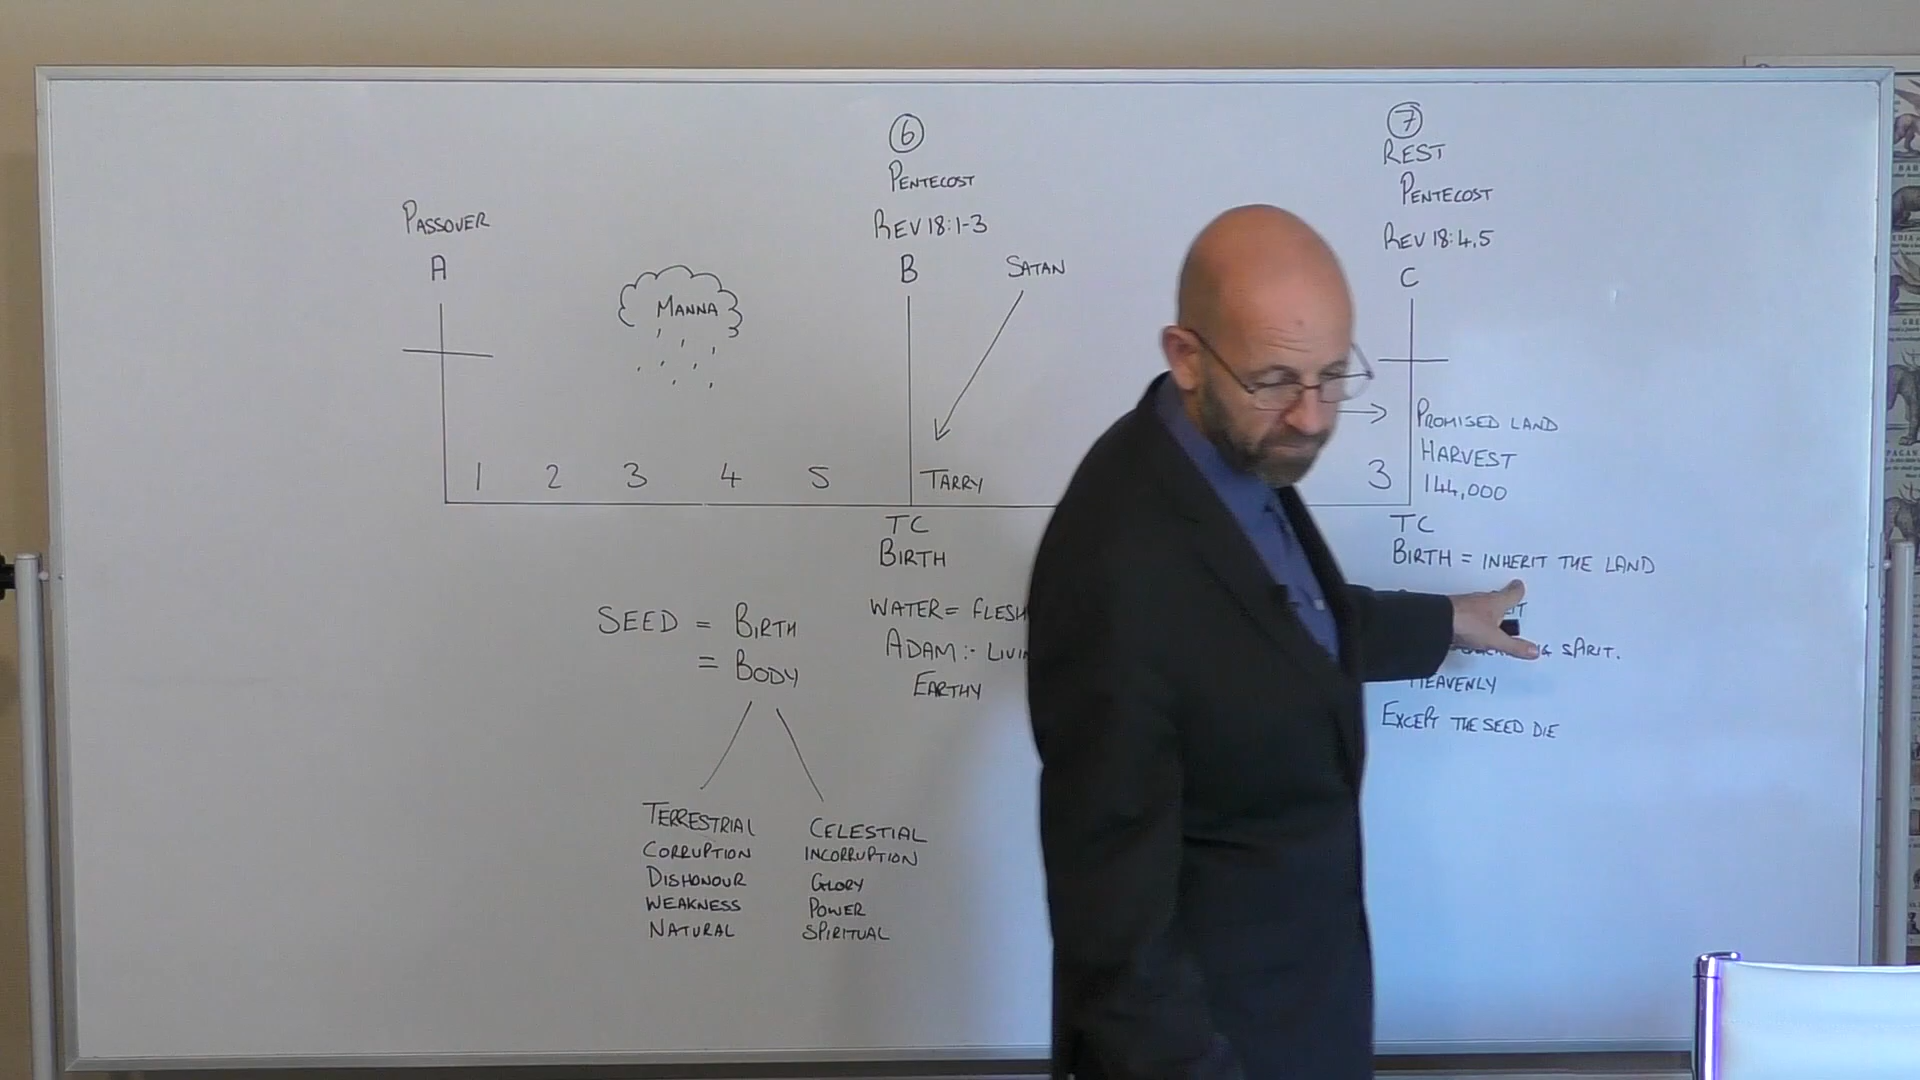 PASSOVER
A
MANNA
1 2 3 4 5
6
PENTECOST
REV 18:1-3
B
SATAN
TARRY
TC
BIRTH
WATER = FLESH
ADAM:-
EARTHY
7
REST
PENTECOST
REV 18:4,5
C
PROMISED LAND
HARVEST
3 144,000
TC
BIRTH = INHERIT THE LAND
SPIRIT.
HEAVENLY
EXCEPT THE SEED DIE
SEED = BIRTH
= BODY
TERRESTRIAL
CORRUPTION
DISHONOUR
WEAKNESS
NATURAL
CELESTIAL
INCORRUPTION
GLORY
POWER
SPIRITUAL